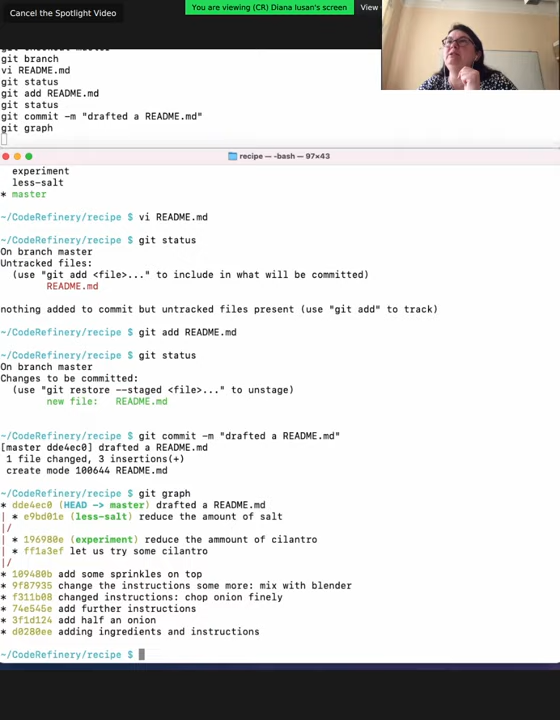 Cancel the Spotlight Video
You are viewing (CR) Diana Iusan's screen
View
git branch
vi README.md
git status
git add README.md
git status
git commit -m "drafted a README.md"
git graph
recipe — -bash — 97×43
experiment
less-salt
* master
~/CodeRefinery/recipe $ vi README.md
~/CodeRefinery/recipe $ git status
On branch master
Untracked files:
(use "git add <file>..." to include in what will be committed)
README.md
nothing added to commit but untracked files present (use "git add" to track)
~/CodeRefinery/recipe $ git add README.md
~/CodeRefinery/recipe $ git status
On branch master
Changes to be committed:
(use "git restore --staged <file>..." to unstage)
new file:   README.md
~/CodeRefinery/recipe $ git commit -m "drafted a README.md"
[master dde4ec0] drafted a README.md
1 file changed, 3 insertions(+)
create mode 100644 README.md
~/CodeRefinery/recipe $ git graph
* dde4ec0 (HEAD -> master) drafted a README.md
| * e9bd01e (less-salt) reduce the amount of salt
|/
| * 196980e (experiment) reduce the ammount of cilantro
| * ff1a3ef let us try some cilantro
|/
* 109480b add some sprinkles on top
* 9f87935 change the instructions some more: mix with blender
* f311b08 changed instructions: chop onion finely
* 74e545e add further instructions
* 3f1d124 add half an onion
* d0280ee adding ingredients and instructions
~/CodeRefinery/recipe $